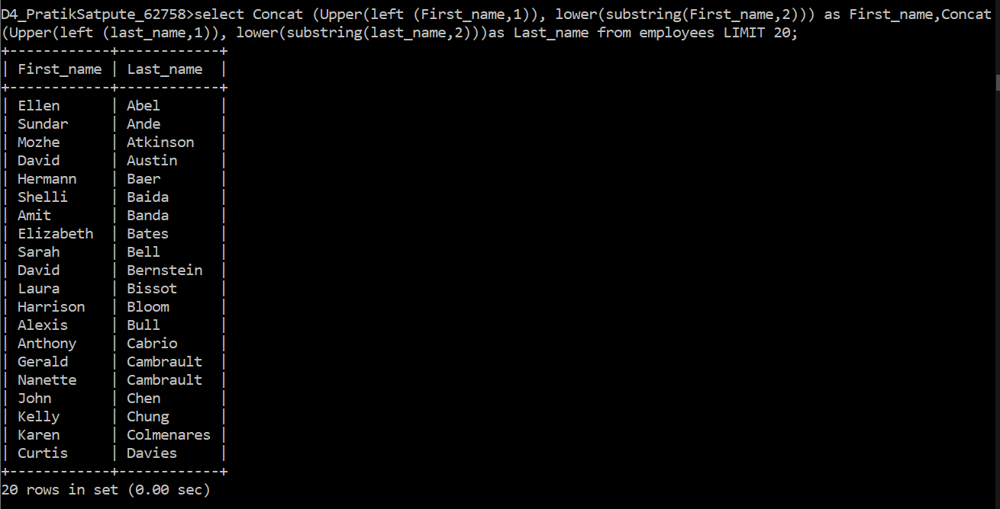 D4_PratikSatpute_62758>select Concat (Upper(left (First_name,1)), lower(substring(First_name,2))) as First_name,Concat
(Upper(left (last_name,1)), lower(substring(last_name,2)))as Last_name from employees LIMIT 20;
+------------+------------+
| First_name | Last_name  |
+------------+------------+
| Ellen      | Abel       |
| Sundar     | Ande       |
| Mozhe      | Atkinson   |
| David      | Austin     |
| Hermann    | Baer       |
| Shelli     | Baida      |
| Amit       | Banda      |
| Elizabeth  | Bates      |
| Sarah      | Bell       |
| David      | Bernstein  |
| Laura      | Bissot     |
| Harrison   | Bloom      |
| Alexis     | Bull       |
| Anthony    | Cabrio     |
| Gerald     | Cambrault  |
| Nanette    | Cambrault  |
| John       | Chen       |
| Kelly      | Chung      |
| Karen      | Colmenares |
| Curtis     | Davies     |
+------------+------------+
20 rows in set (0.00 sec)